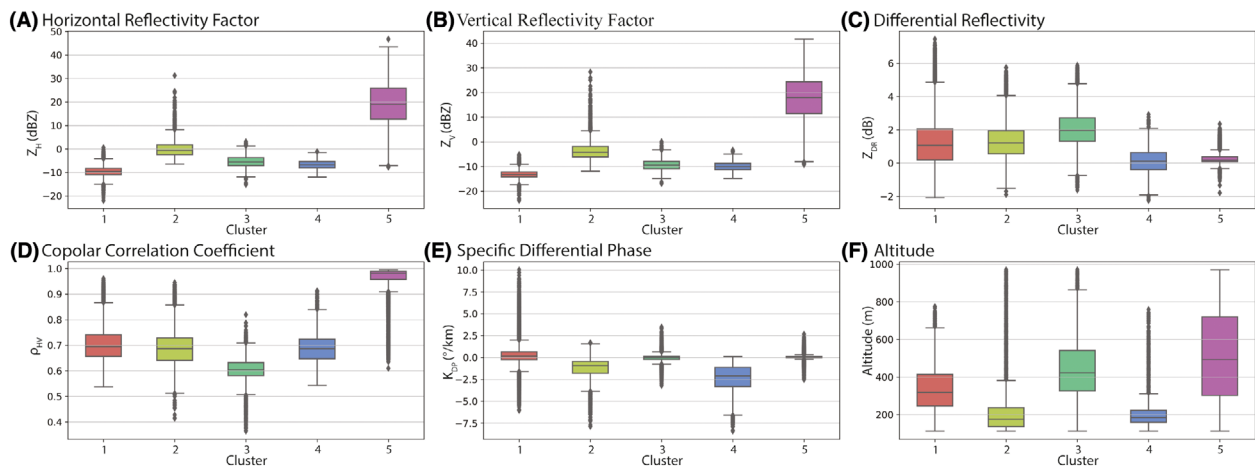 (A) Horizontal Reflectivity Factor
50
40
30
20
10
0
−10
−20
Z_H (dBZ)
1 2 3 4 5
Cluster
(B) Vertical Reflectivity Factor
40
30
20
10
0
−10
−20
Z_V (dBZ)
1 2 3 4 5
Cluster
(C) Differential Reflectivity
6
4
2
0
−2
Z_DR (dB)
1 2 3 4 5
Cluster
(D) Copolar Correlation Coefficient
1.0
0.9
0.8
0.7
0.6
0.5
0.4
ρ_HV
1 2 3 4 5
Cluster
(E) Specific Differential Phase
10.0
7.5
5.0
2.5
0.0
−2.5
−5.0
−7.5
K_DP (°/km)
1 2 3 4 5
Cluster
(F) Altitude
1000
800
600
400
200
Altitude (m)
1 2 3 4 5
Cluster